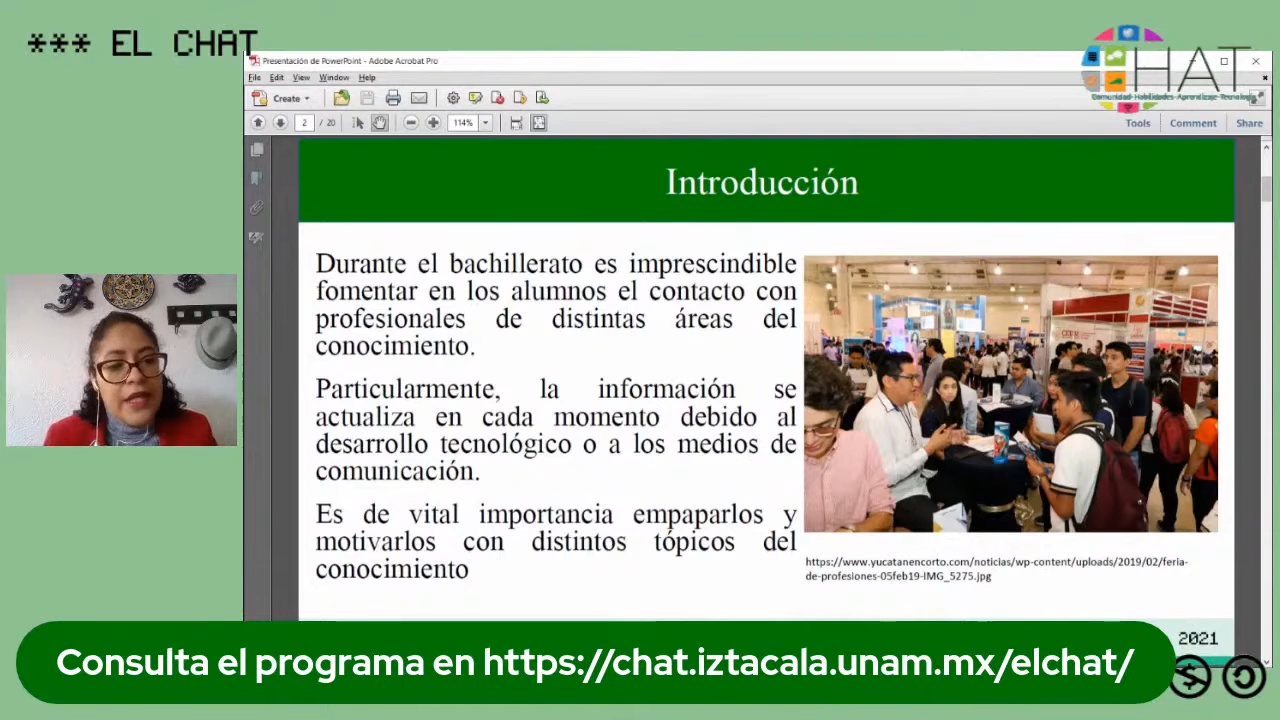 *** EL CHAT
Presentación de PowerPoint - Adobe Acrobat Pro
File Edit View Window Help
Create
2 / 20
114%
Tools Comment Share
HAT
Comunidad Habilidades Aprendizaje Tecnología
Introducción
Durante el bachillerato es imprescindible
fomentar en los alumnos el contacto con
profesionales de distintas áreas del
conocimiento.
Particularmente, la información se
actualiza en cada momento debido al
desarrollo tecnológico o a los medios de
comunicación.
Es de vital importancia empaparlos y
motivarlos con distintos tópicos del
conocimiento
https://www.yucatanencorto.com/noticias/wp-content/uploads/2019/02/feria-
de-profesiones-05feb19-IMG_5275.jpg
2021
Consulta el programa en https://chat.iztacala.unam.mx/elchat/